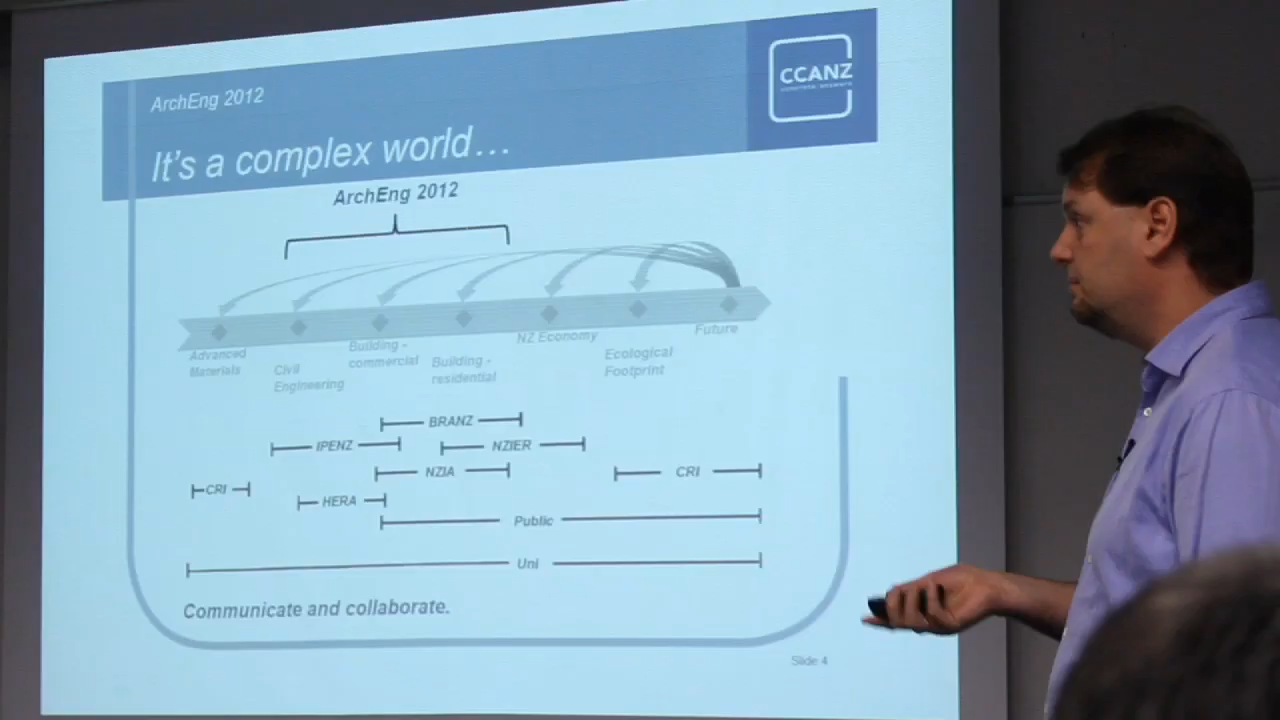 ArchEng 2012
CCANZ
It's a complex world…
ArchEng 2012
Advanced
Materials
Civil
Engineering
Building -
commercial
Building -
residential
NZ Economy
Ecological
Footprint
Future
BRANZ
IPENZ
NZIER
NZIA
CRI
CRI
HERA
Public
Uni
Communicate and collaborate.
Slide 4